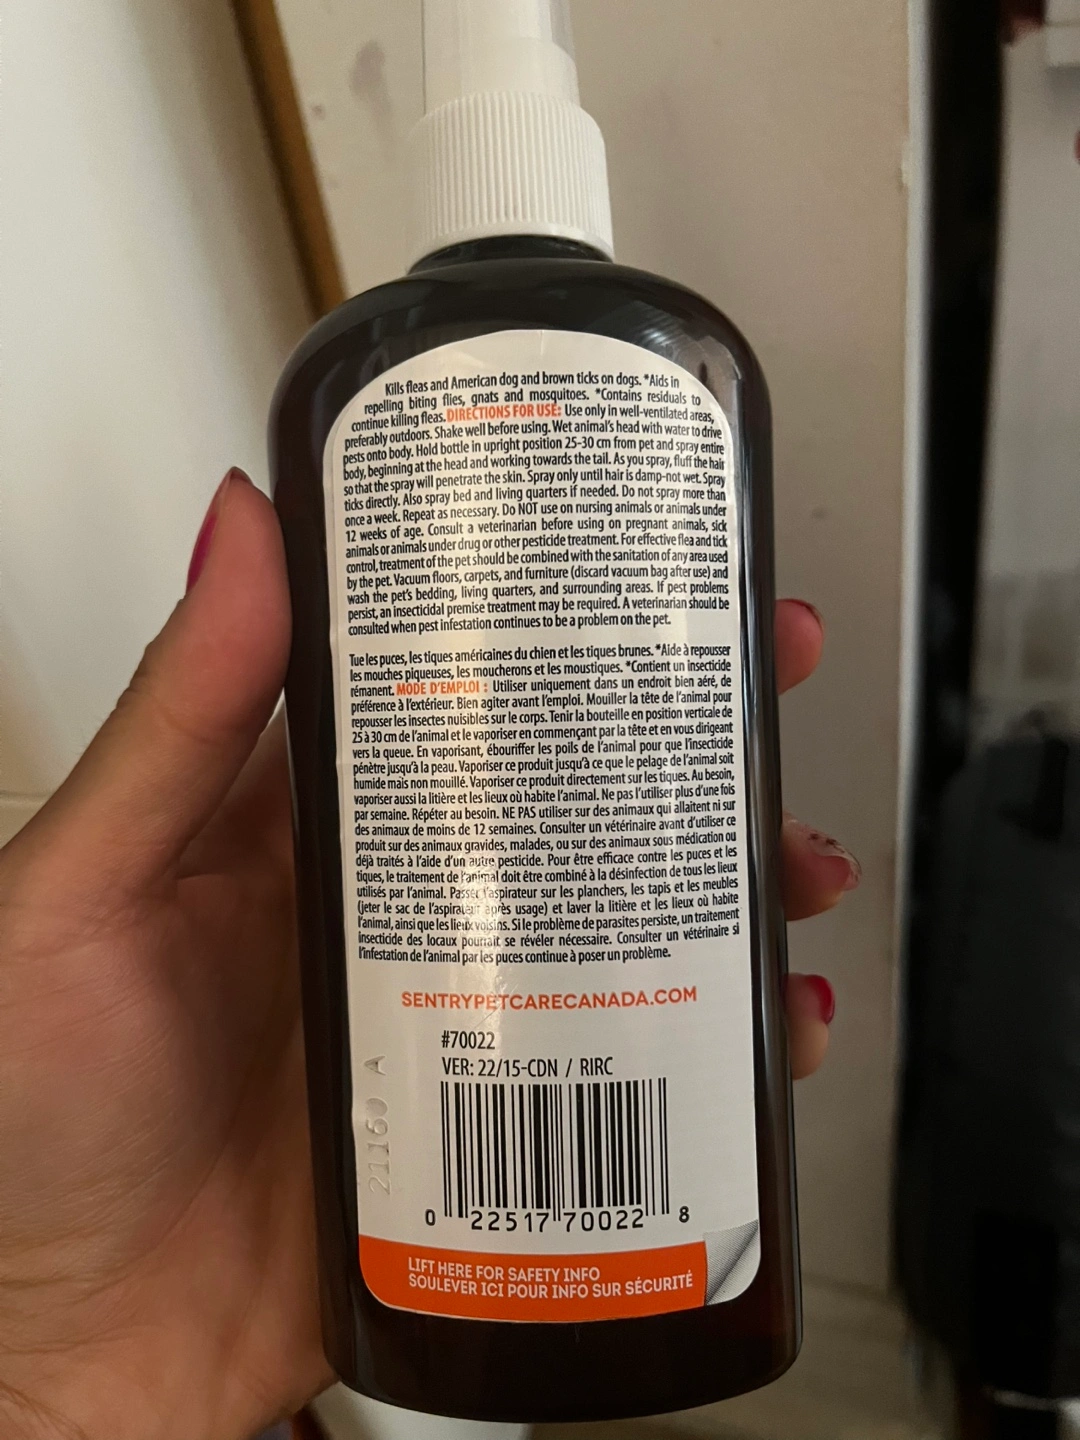 Kills fleas and American dog and brown ticks on dogs. *Aids in
repelling biting flies, gnats and mosquitoes. *Contains residuals to
continue killing fleas. DIRECTIONS FOR USE: Use only in well-ventilated areas,
preferably outdoors. Shake well before using. Wet animal's head with water to drive
pests onto body. Hold bottle in upright position 25-30 cm from pet and spray entire
body, beginning at the head and working towards the tail. As you spray, fluff the hair
so that the spray will penetrate the skin. Spray only until hair is damp-not wet. Spray
ticks directly. Also spray bed and living quarters if needed. Do not spray more than
once a week. Repeat as necessary. Do NOT use on nursing animals or animals under
12 weeks of age. Consult a veterinarian before using on pregnant animals, sick
animals or animals under drug or other pesticide treatment. For effective flea and tick
control, treatment of the pet should be combined with the sanitation of any area used
by the pet. Vacuum floors, carpets, and furniture (discard vacuum bag after use) and
wash the pet's bedding, living quarters, and surrounding areas. If pest problems
persist, an insecticidal premise treatment may be required. A veterinarian should be
consulted when pest infestation continues to be a problem on the pet.
Tue les puces, les tiques américaines du chien et les tiques brunes. *Aide à repousser
les mouches piqueuses, les moucherons et les moustiques. *Contient un insecticide
rémanent. MODE D'EMPLOI : Utiliser uniquement dans un endroit bien aéré, de
préférence à l'extérieur. Bien agiter avant l'emploi. Mouiller la tête de l'animal pour
repousser les insectes nuisibles sur le corps. Tenir la bouteille en position verticale de
25 à 30 cm de l'animal et le vaporiser en commençant par la tête et en vous dirigeant
vers la queue. En vaporisant, ébouriffer les poils de l'animal pour que l'insecticide
pénètre jusqu'à la peau. Vaporiser ce produit jusqu'à ce que le pelage de l'animal soit
humide mais non mouillé. Vaporiser ce produit directement sur les tiques. Au besoin,
vaporiser aussi la litière et les lieux où habite l'animal. Ne pas l'utiliser plus d'une fois
par semaine. Répéter au besoin. NE PAS utiliser sur des animaux qui allaitent ni sur
des animaux de moins de 12 semaines. Consulter un vétérinaire avant d'utiliser ce
produit sur des animaux gravides, malades, ou sur des animaux sous médication ou
déjà traités à l'aide d'un autre pesticide. Pour être efficace contre les puces et les
tiques, le traitement de l'animal doit être combiné à la désinfection de tous les lieux
utilisés par l'animal. Passer l'aspirateur sur les planchers, les tapis et les meubles
(jeter le sac de l'aspirateur après usage) et laver la litière et les lieux où habite
l'animal, ainsi que les lieux voisins. Si le problème de parasites persiste, un traitement
insecticide des locaux pourrait se révéler nécessaire. Consulter un vétérinaire si
l'infestation de l'animal par les puces continue à poser un problème.
SENTRYPETCARECANADA.COM
#70022
VER: 22/15-CDN / RIRC
21160 A
0 22517 70022 8
LIFT HERE FOR SAFETY INFO
SOULEVER ICI POUR INFO SUR SÉCURITÉ